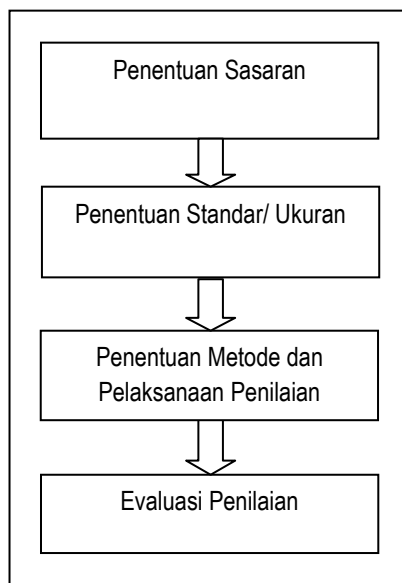 Penentuan Sasaran
Penentuan Standar/ Ukuran
Penentuan Metode dan
Pelaksanaan Penilaian
Evaluasi Penilaian